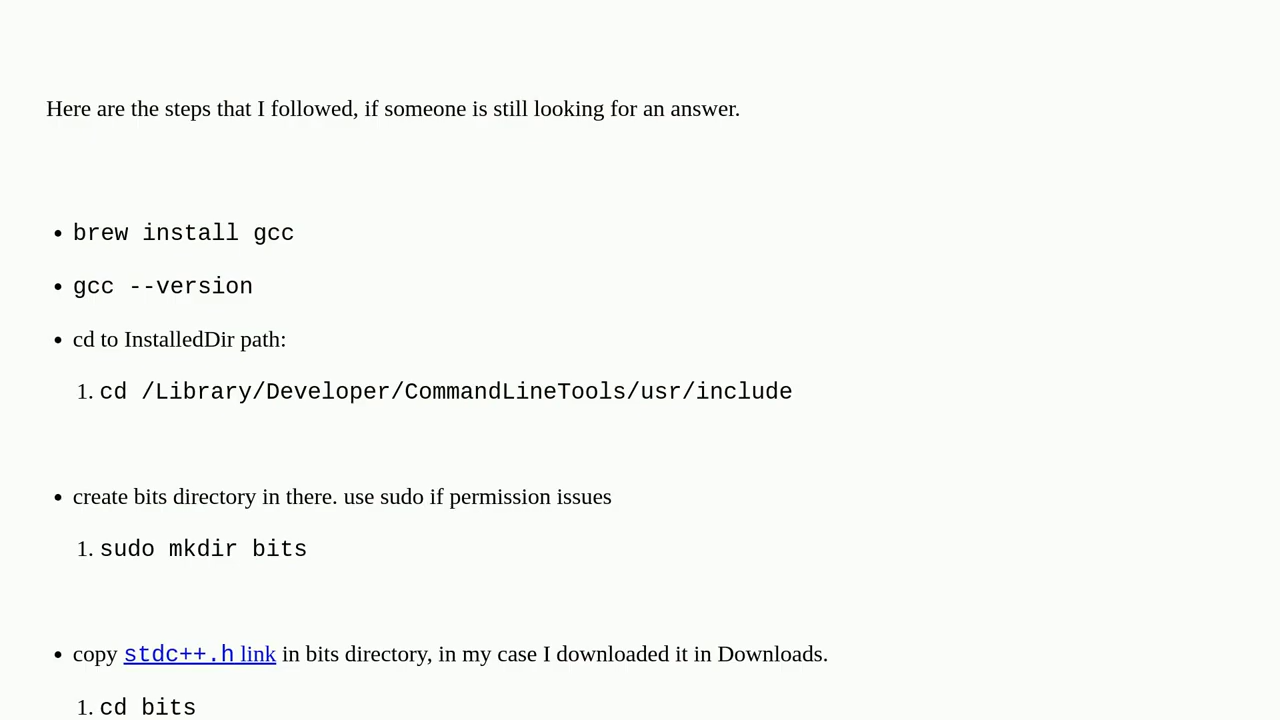 Here are the steps that I followed, if someone is still looking for an answer.
• brew install gcc
• gcc --version
• cd to InstalledDir path:
1. cd /Library/Developer/CommandLineTools/usr/include
• create bits directory in there. use sudo if permission issues
1. sudo mkdir bits
• copy stdc++.h link in bits directory, in my case I downloaded it in Downloads.
1. cd bits